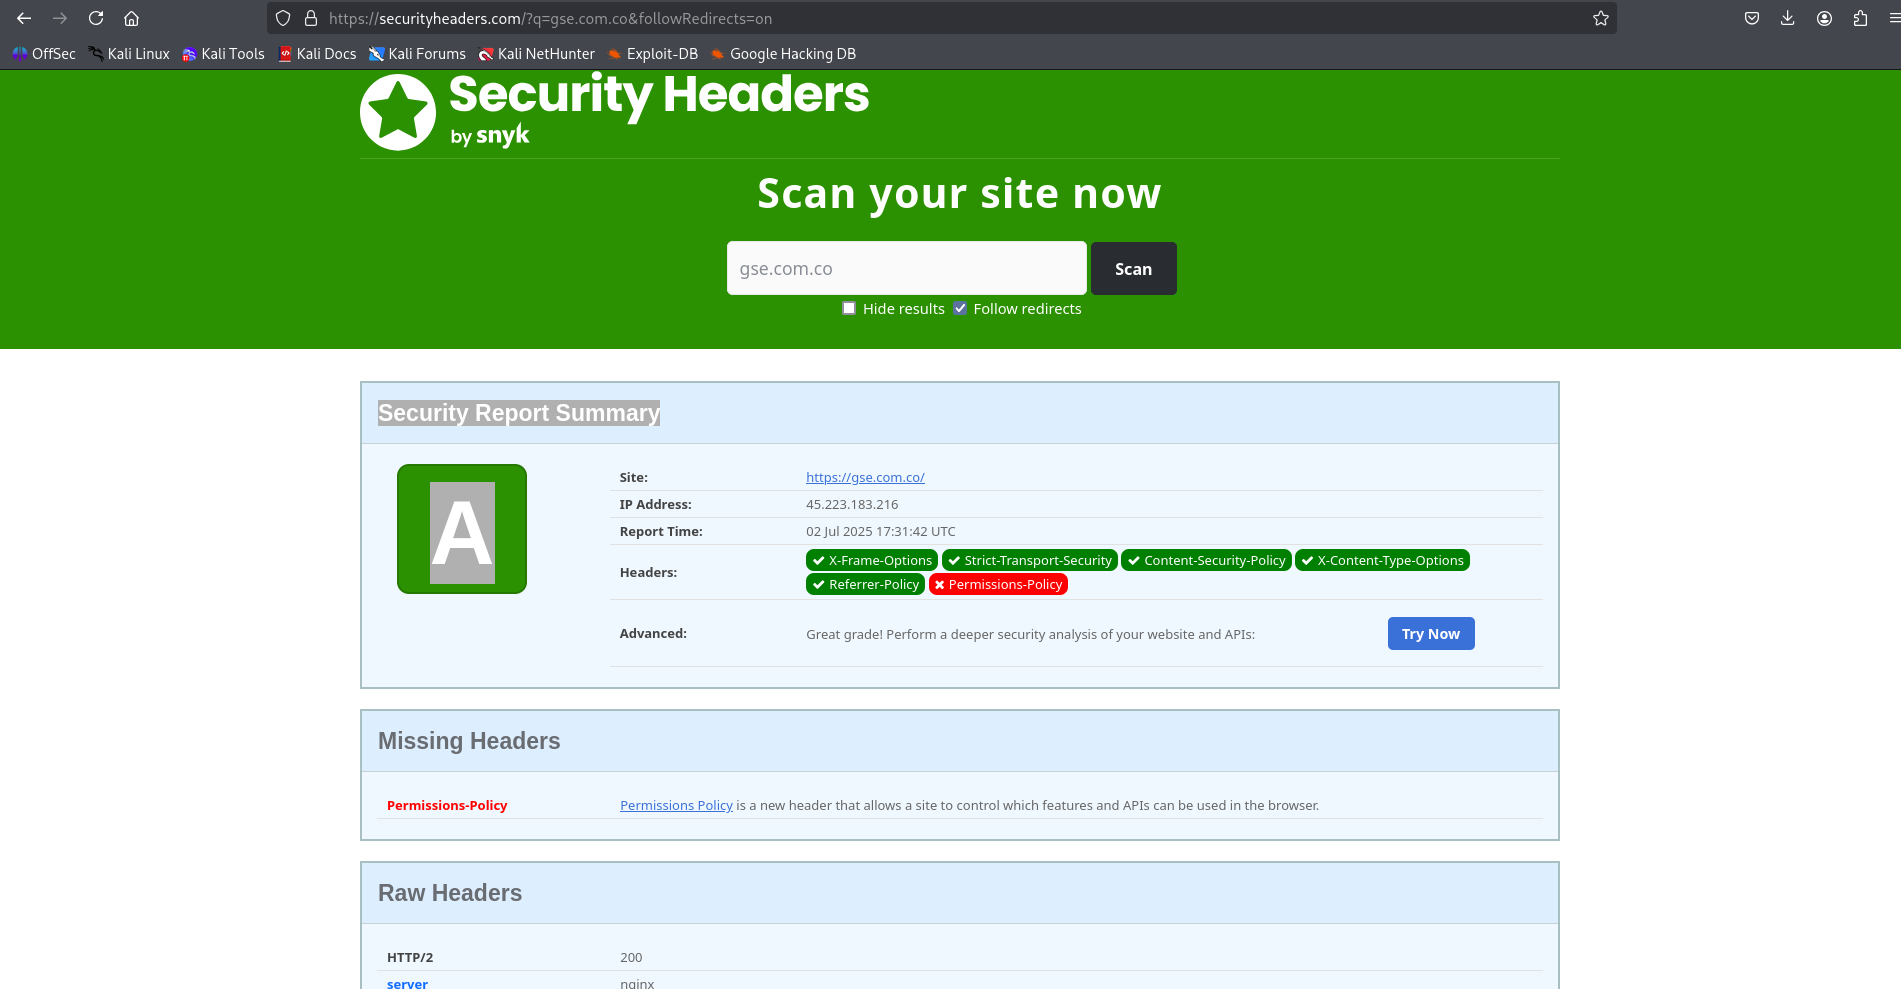 https://securityheaders.com/?q=gse.com.co&followRedirects=on
OffSec Kali Linux Kali Tools Kali Docs Kali Forums Kali NetHunter Exploit-DB Google Hacking DB
Security Headers
by snyk
Scan your site now
gse.com.co Scan
Hide results Follow redirects
Security Report Summary
A
Site: https://gse.com.co/
IP Address: 45.223.183.216
Report Time: 02 Jul 2025 17:31:42 UTC
Headers: X-Frame-Options Strict-Transport-Security Content-Security-Policy X-Content-Type-Options
Referrer-Policy Permissions-Policy
Advanced: Great grade! Perform a deeper security analysis of your website and APIs: Try Now
Missing Headers
Permissions-Policy Permissions Policy is a new header that allows a site to control which features and APIs can be used in the browser.
Raw Headers
HTTP/2 200
server nginx